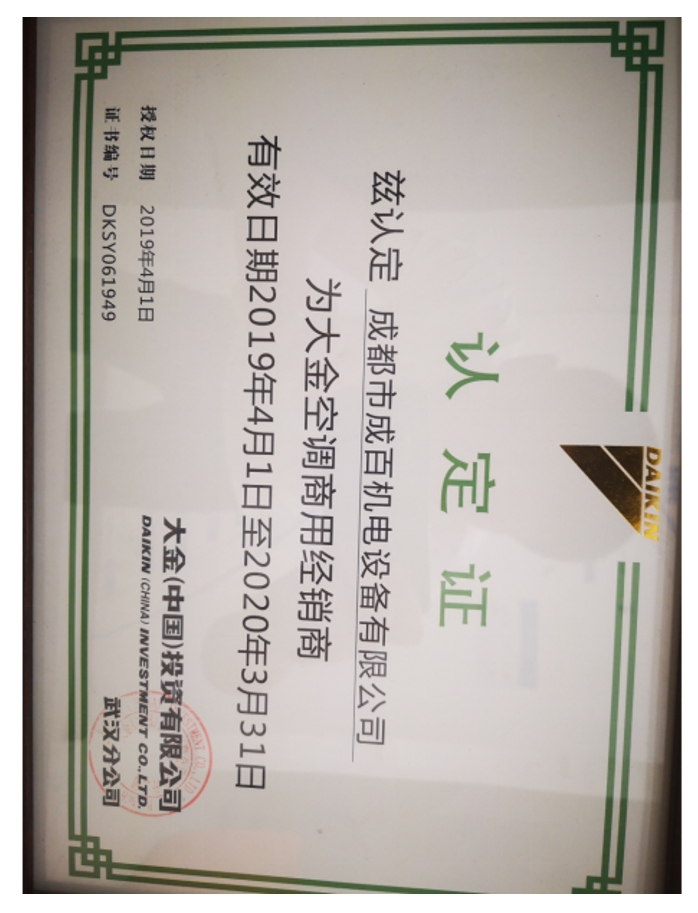 DAIKIN
认定证
兹认定 成都市成百机电设备有限公司
为大金空调商用经销商
有效日期2019年4月1日至2020年3月31日
授权日期 2019年4月1日
证书编号 DKSY061949
大金(中国)投资有限公司
DAIKIN (CHINA) INVESTMENT CO.,LTD.
武汉分公司